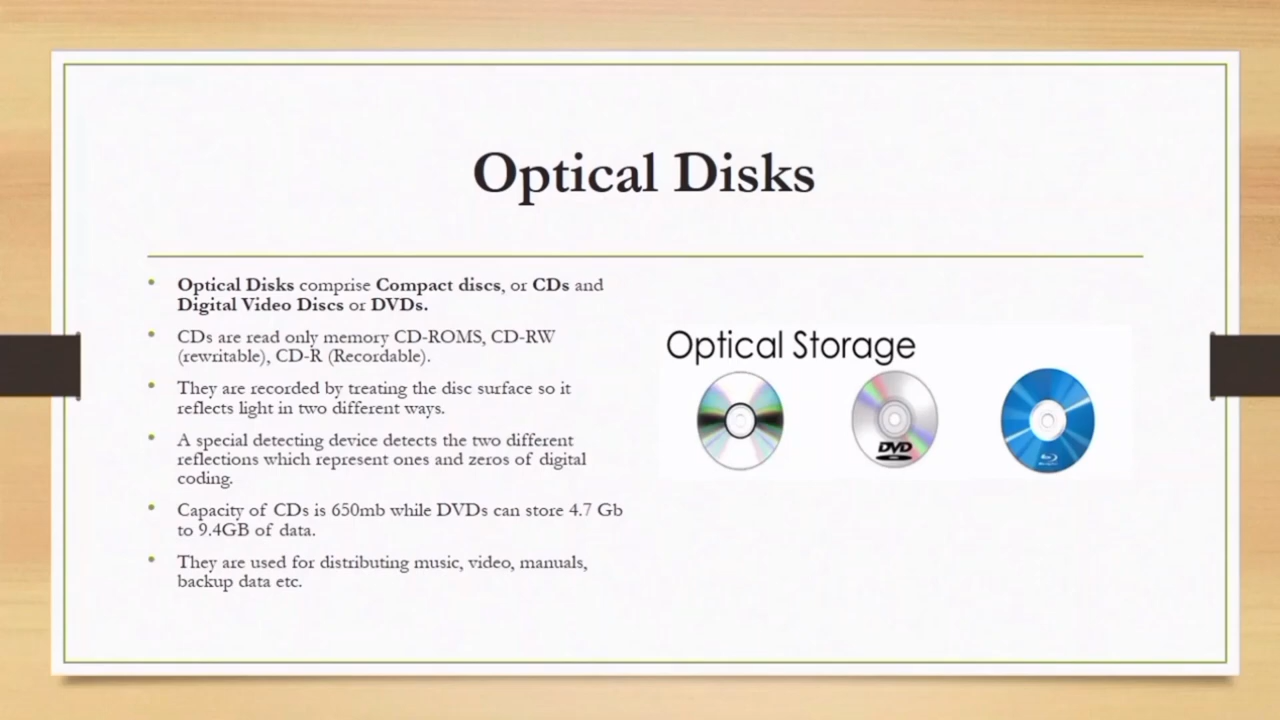 Optical Disks
• Optical Disks comprise Compact discs, or CDs and
Digital Video Discs or DVDs.
• CDs are read only memory CD-ROMS, CD-RW
(rewritable), CD-R (Recordable).
• They are recorded by treating the disc surface so it
reflects light in two different ways.
• A special detecting device detects the two different
reflections which represent ones and zeros of digital
coding.
• Capacity of CDs is 650mb while DVDs can store 4.7 Gb
to 9.4GB of data.
• They are used for distributing music, video, manuals,
backup data etc.
Optical Storage
DVD